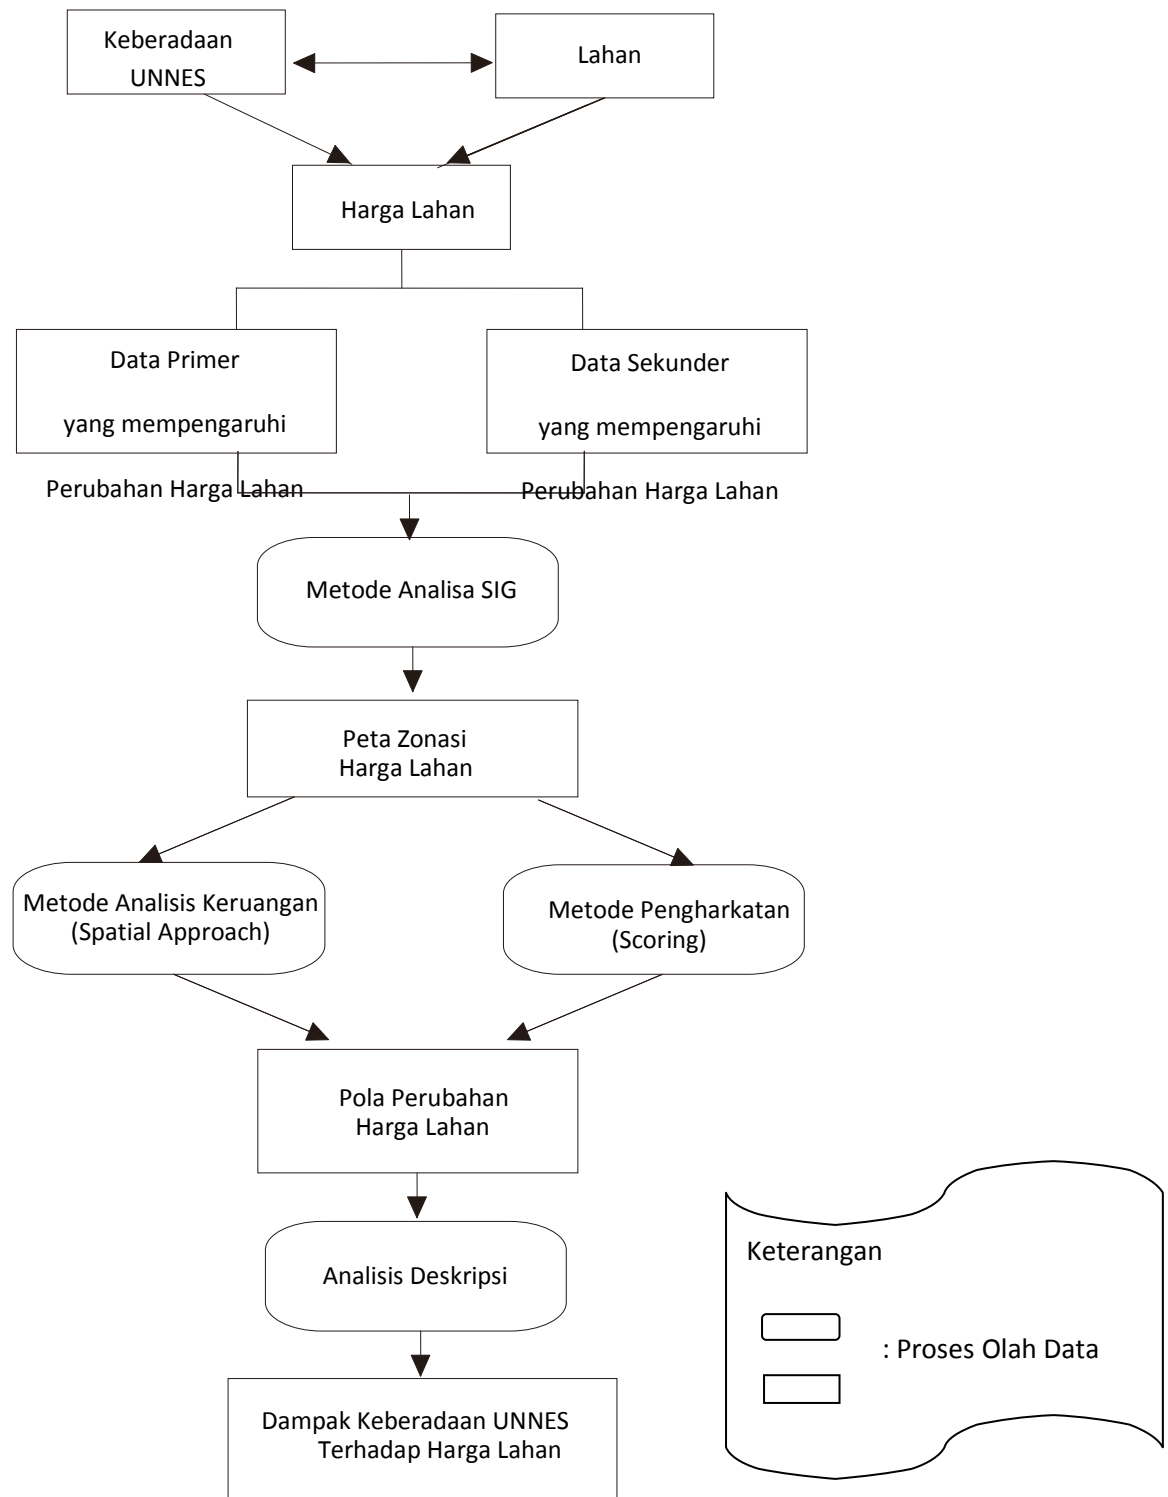 Keberadaan
UNNES
Lahan
Harga Lahan
Data Primer
yang mempengaruhi
Perubahan Harga Lahan
Data Sekunder
yang mempengaruhi
Perubahan Harga Lahan
Metode Analisa SIG
Peta Zonasi
Harga Lahan
Metode Analisis Keruangan
(Spatial Approach)
Metode Pengharkatan
(Scoring)
Pola Perubahan
Harga Lahan
Analisis Deskripsi
Dampak Keberadaan UNNES
Terhadap Harga Lahan
Keterangan
: Proses Olah Data